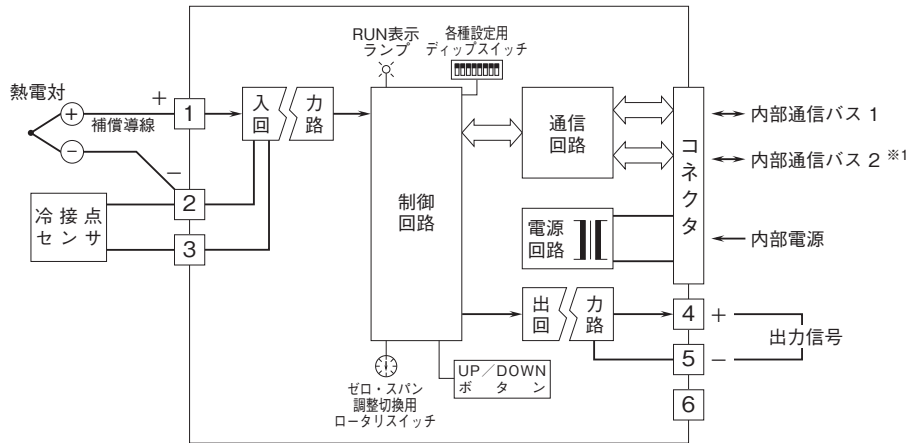 RUN表示
ランプ
各種設定用
ディップスイッチ
熱電対
+
+
補償導線
−
−
冷接点
センサ
1
2
3
入力
回路
制御
回路
通信
回路
電源
回路
出力
回路
コネクタ
内部通信バス 1
内部通信バス 2 ※1
内部電源
4
+
5
−
6
出力信号
ゼロ・スパン
調整切換用
ロータリスイッチ
UP/DOWN
ボタン